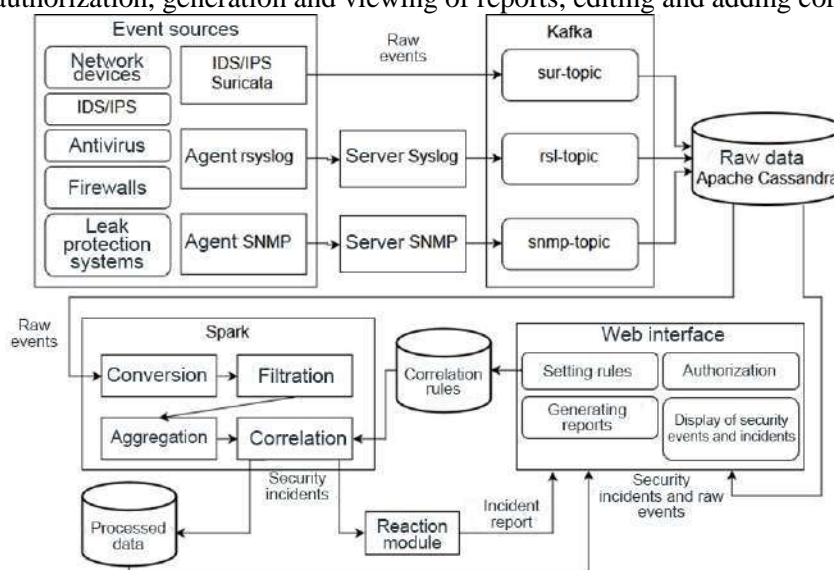 authorization, generation and viewing of reports, editing and adding
Event sources
Network
devices
IDS/IPS
Antivirus
Firewalls
Leak
protection
systems
IDS/IPS
Suricata
Agent rsyslog
Agent SNMP
Raw
events
Server Syslog
Server SNMP
Kafka
sur-topic
rsl-topic
snmp-topic
Raw data
Apache Cassandra
Raw
events
Spark
Conversion
Filtration
Aggregation
Correlation
Correlation
rules
Web interface
Setting rules
Authorization
Generating
reports
Display of security
events and incidents
Security
incidents
Processed
data
Reaction
module
Incident
report
Security
incidents and raw
events